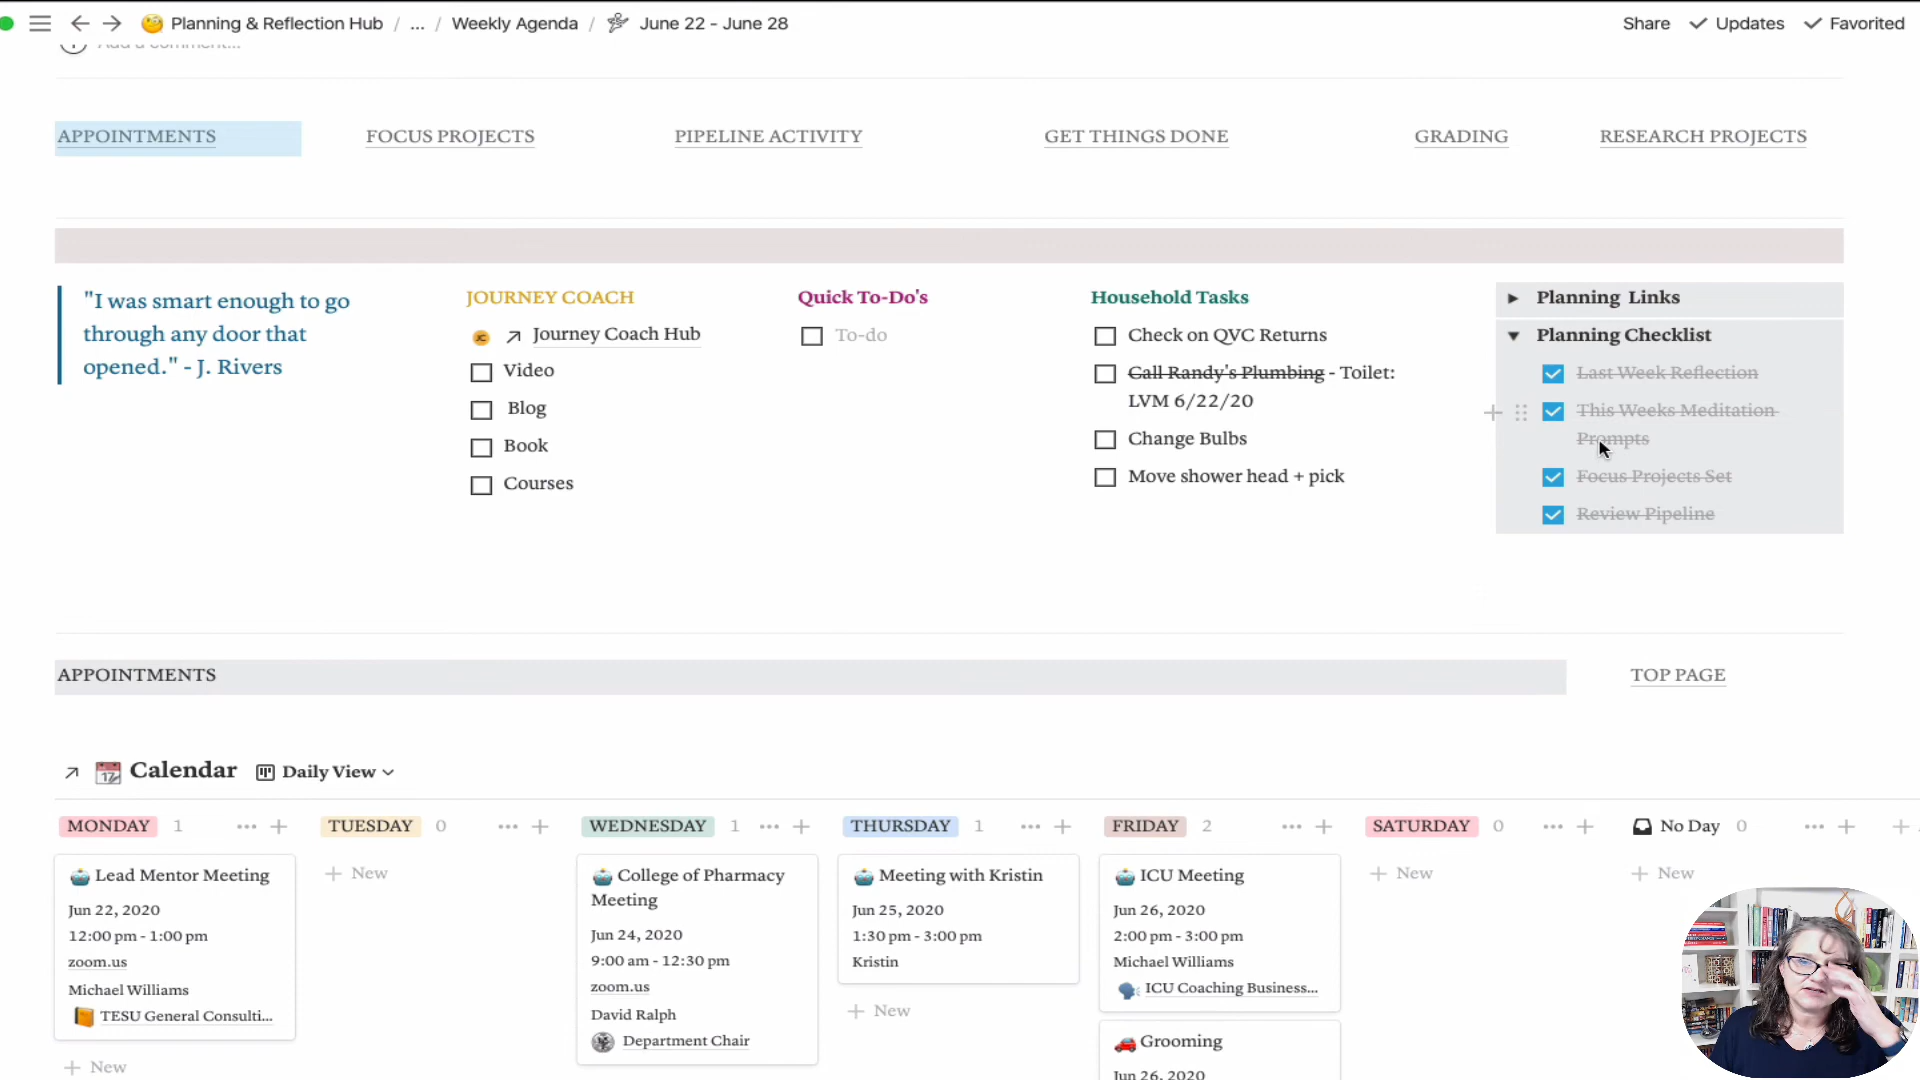 Planning & Reflection Hub / ... / Weekly Agenda / June 22 - June 28
Share Updates Favorited
Add a comment...
APPOINTMENTS FOCUS PROJECTS PIPELINE ACTIVITY GET THINGS DONE GRADING RESEARCH PROJECTS
"I was smart enough to go
through any door that
opened." - J. Rivers
JOURNEY COACH
Journey Coach Hub
Video
Blog
Book
Courses
Quick To-Do's
To-do
Household Tasks
Check on QVC Returns
Call Randy's Plumbing - Toilet:
LVM 6/22/20
Change Bulbs
Move shower head + pick
Planning Links
Planning Checklist
Last Week Reflection
This Weeks Meditation
Prompts
Focus Projects Set
Review Pipeline
APPOINTMENTS
TOP PAGE
Calendar Daily View
MONDAY 1
Lead Mentor Meeting
Jun 22, 2020
12:00 pm - 1:00 pm
zoom.us
Michael Williams
TESU General Consulti...
+ New
TUESDAY 0
+ New
WEDNESDAY 1
College of Pharmacy
Meeting
Jun 24, 2020
9:00 am - 12:30 pm
zoom.us
David Ralph
Department Chair
THURSDAY 1
Meeting with Kristin
Jun 25, 2020
1:30 pm - 3:00 pm
Kristin
+ New
FRIDAY 2
ICU Meeting
Jun 26, 2020
2:00 pm - 3:00 pm
Michael Williams
ICU Coaching Business...
Grooming
Jun 26, 2020
SATURDAY 0
+ New
No Day 0
+ New